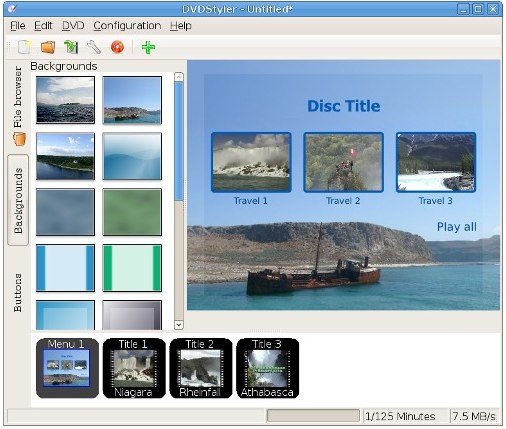 DVDStyler - Untitled*
File Edit DVD Configuration Help
File browser
Backgrounds
Buttons
Backgrounds
Disc Title
Travel 1 Travel 2 Travel 3
Play all
Menu 1 Title 1 Title 2 Title 3
Niagara Rheinfall Athabasca
1/125 Minutes 7.5 MB/s